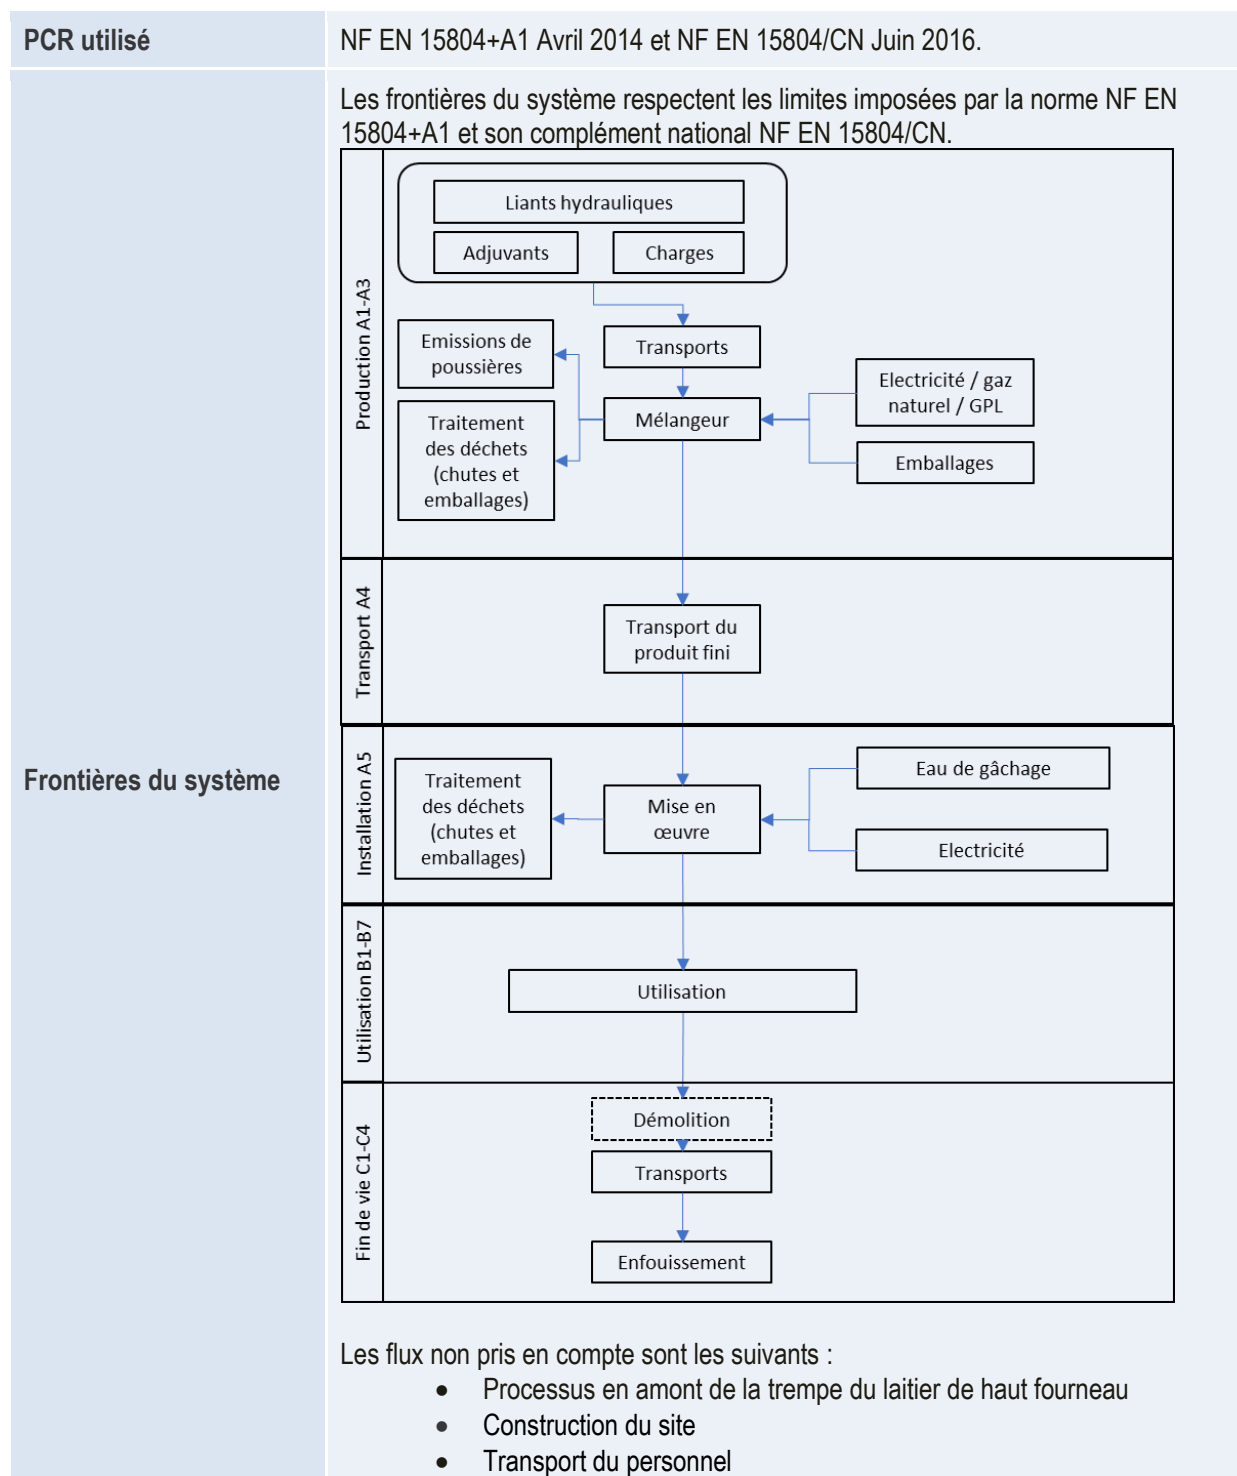 PCR utilisé
NF EN 15804+A1 Avril 2014 et NF EN 15804/CN Juin 2016.
Frontières du système
Les frontières du système respectent les limites imposées par la norme NF EN
15804+A1 et son complément national NF EN 15804/CN.
Production A1-A3
Liants hydrauliques
Adjuvants
Charges
Transports
Emissions de
poussières
Mélangeur
Electricité / gaz
naturel / GPL
Traitement
des déchets
(chutes et
emballages)
Emballages
Transport A4
Transport du
produit fini
Installation A5
Traitement
des déchets
(chutes et
emballages)
Mise en
œuvre
Eau de gâchage
Electricité
Utilisation B1-B7
Utilisation
Fin de vie C1-C4
Démolition
Transports
Enfouissement
Les flux non pris en compte sont les suivants :
• Processus en amont de la trempe du laitier de haut fourneau
• Construction du site
• Transport du personnel